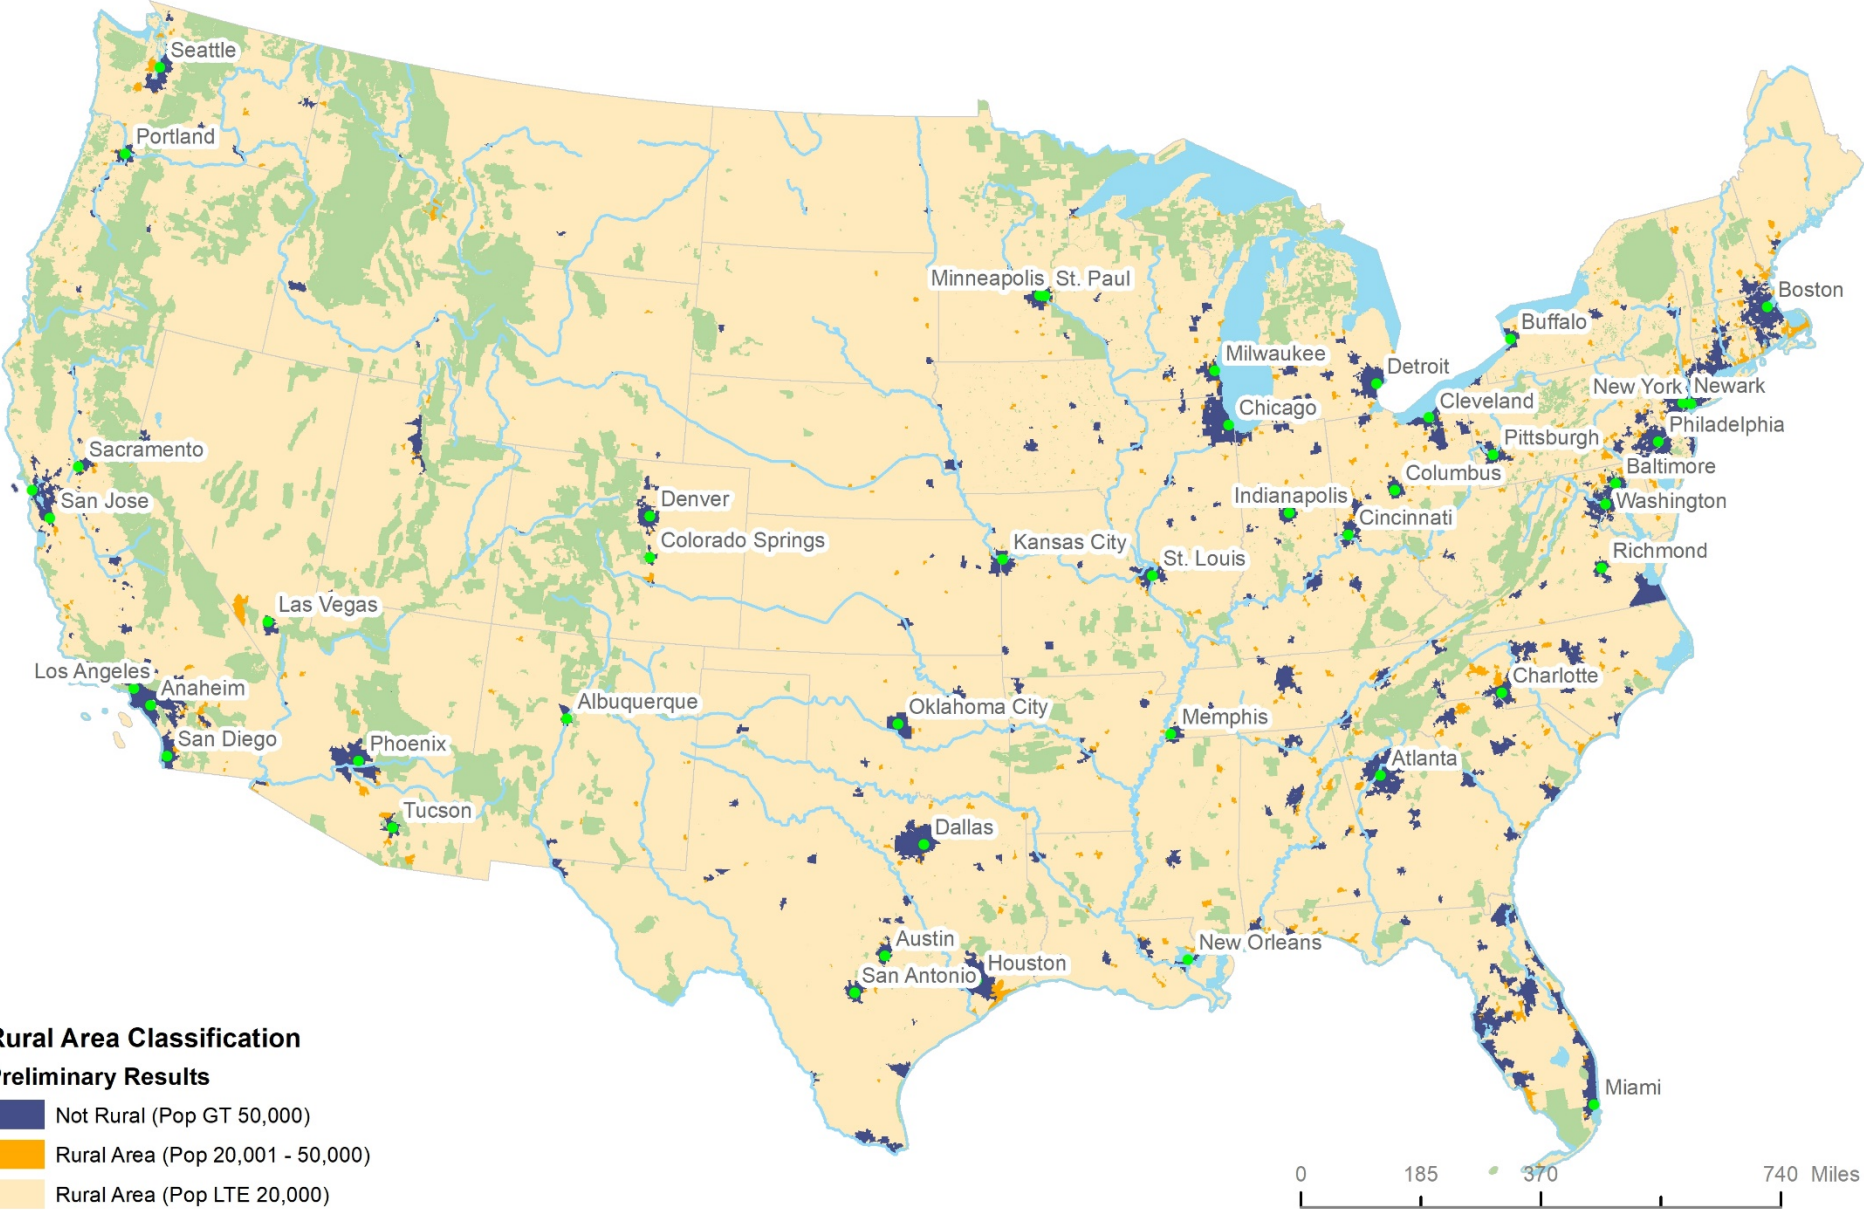 Seattle
Portland
Minneapolis St. Paul
Boston
Buffalo
Milwaukee
Detroit
New York Newark
Cleveland
Chicago
Philadelphia
Pittsburgh
Sacramento
Baltimore
Columbus
Denver
Indianapolis
San Jose
Washington
Cincinnati
Colorado Springs
Kansas City
Richmond
St. Louis
Las Vegas
Los Angeles
Charlotte
Anaheim
Albuquerque
Oklahoma City
Memphis
San Diego
Phoenix
Atlanta
Tucson
Dallas
Austin
New Orleans
Houston
San Antonio
Miami
Rural Area Classification
Preliminary Results
Not Rural (Pop GT 50,000)
Rural Area (Pop 20,001 - 50,000)
Rural Area (Pop LTE 20,000)
0 185 370 740 Miles